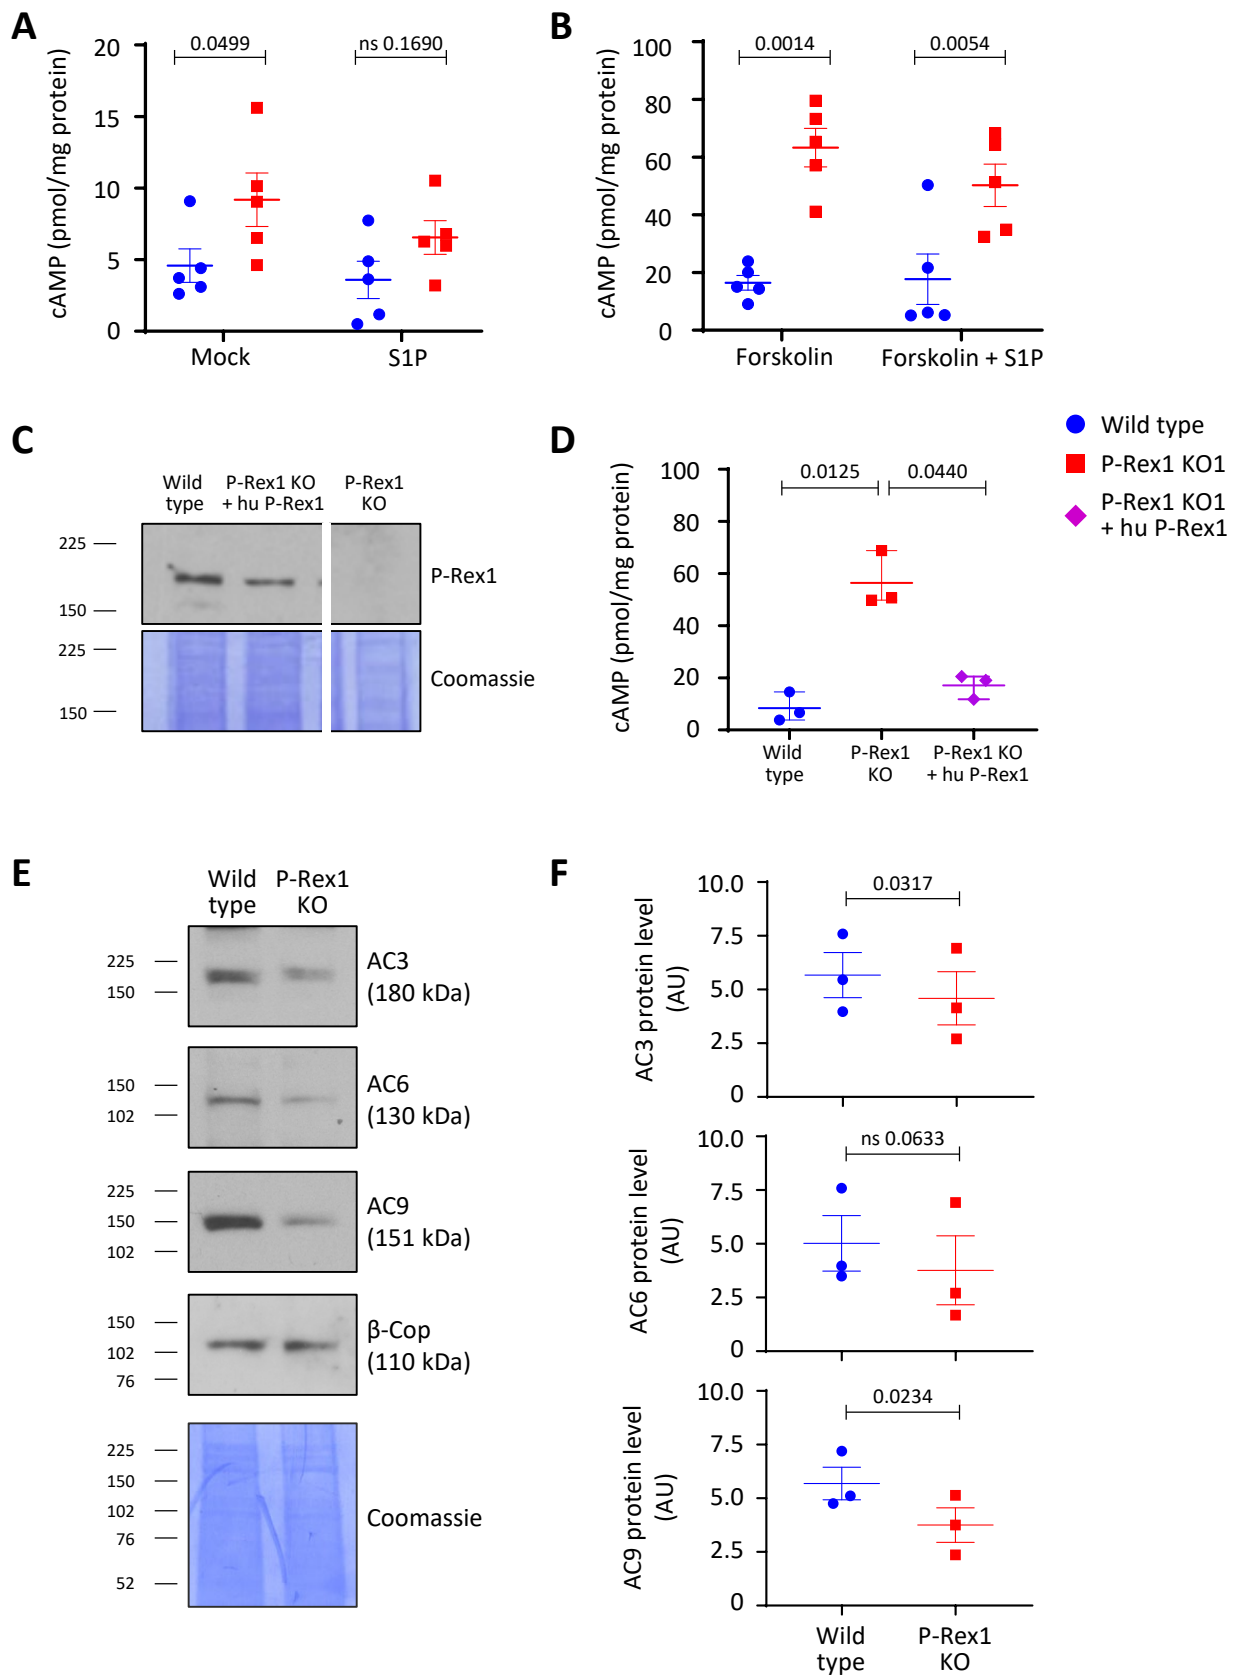 A
cAMP (pmol/mg protein)
20
15
10
5
0
0.0499
ns 0.1690
Mock
S1P
B
cAMP (pmol/mg protein)
100
80
60
40
20
0
0.0014
0.0054
Forskolin
Forskolin + S1P
Wild type
P-Rex1 KO1
P-Rex1 KO1
+ hu P-Rex1
C
Wild
type
P-Rex1 KO
+ hu P-Rex1
P-Rex1
KO
225
150
P-Rex1
225
150
Coomassie
D
cAMP (pmol/mg protein)
100
80
60
40
20
0
0.0125
0.0440
Wild
type
P-Rex1
KO
P-Rex1 KO
+ hu P-Rex1
E
Wild
type
P-Rex1
KO
225
150
AC3
(180 kDa)
150
102
AC6
(130 kDa)
225
150
102
AC9
(151 kDa)
150
102
76
β-Cop
(110 kDa)
225
150
102
76
52
Coomassie
F
AC3 protein level
(AU)
10.0
7.5
5.0
2.5
0
0.0317
AC6 protein level
(AU)
10.0
7.5
5.0
2.5
0
ns 0.0633
AC9 protein level
(AU)
10.0
7.5
5.0
2.5
0
0.0234
Wild
type
P-Rex1
KO